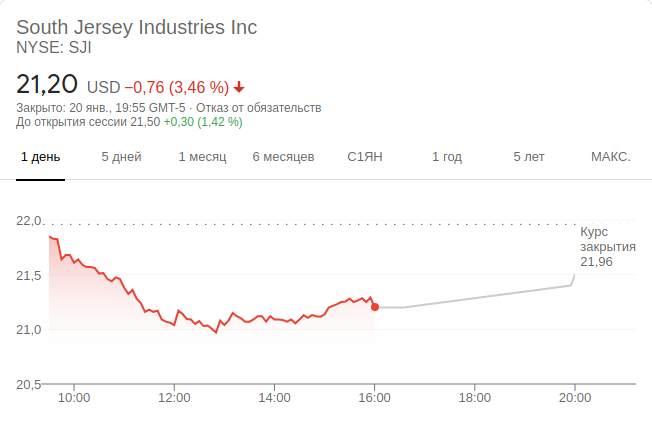 South Jersey Industries Inc
NYSE: SJI
21,20 USD −0,76 (3,46 %)
Закрыто: 20 янв., 19:55 GMT-5 · Отказ от обязательств
До открытия сессии 21,50 +0,30 (1,42 %)
1 день 5 дней 1 месяц 6 месяцев С1ЯН 1 год 5 лет МАКС.
22,0
Курс
закрытия
21,96
21,5
21,0
20,5
10:00 12:00 14:00 16:00 18:00 20:00